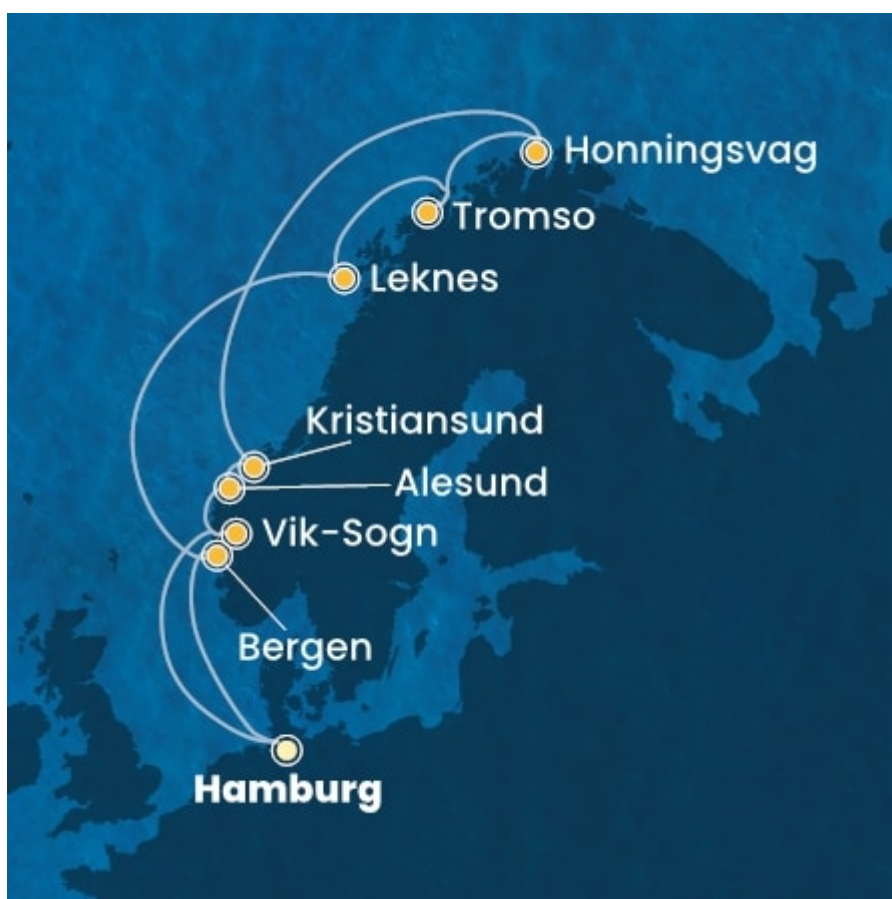 Honningsvag
Tromso
Leknes
Kristiansund
Alesund
Vik-Sogn
Bergen
Hamburg